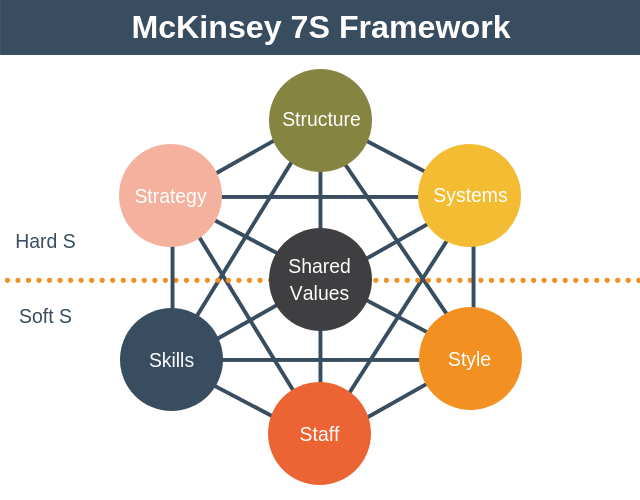 McKinsey 7S Framework
Structure
Strategy
Systems
Hard S
Shared
Values
Soft S
Skills
Style
Staff